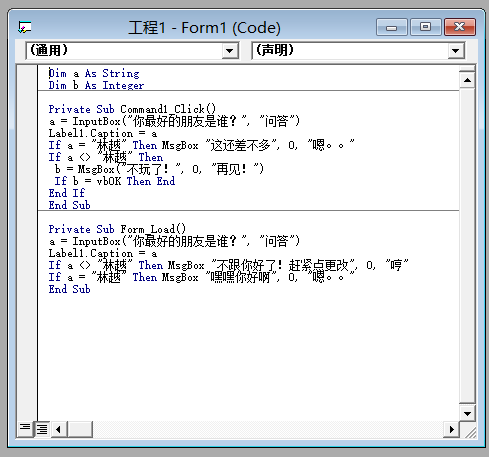 工程1 - Form1 (Code)
(通用) (声明)
Dim a As String
Dim b As Integer
Private Sub Command1_Click()
a = InputBox("你最好的朋友是谁？", "问答")
Label1.Caption = a
If a = "林越" Then MsgBox "这还差不多", 0, "嗯。。"
If a <> "林越" Then
b = MsgBox("不玩了！", 0, "再见！")
If b = vbOK Then End
End If
End Sub
Private Sub Form_Load()
a = InputBox("你最好的朋友是谁？", "问答")
Label1.Caption = a
If a <> "林越" Then MsgBox "不跟你好了！赶紧点更改", 0, "哼"
If a = "林越" Then MsgBox "嘿嘿你好啊", 0, "嗯。。"
End Sub